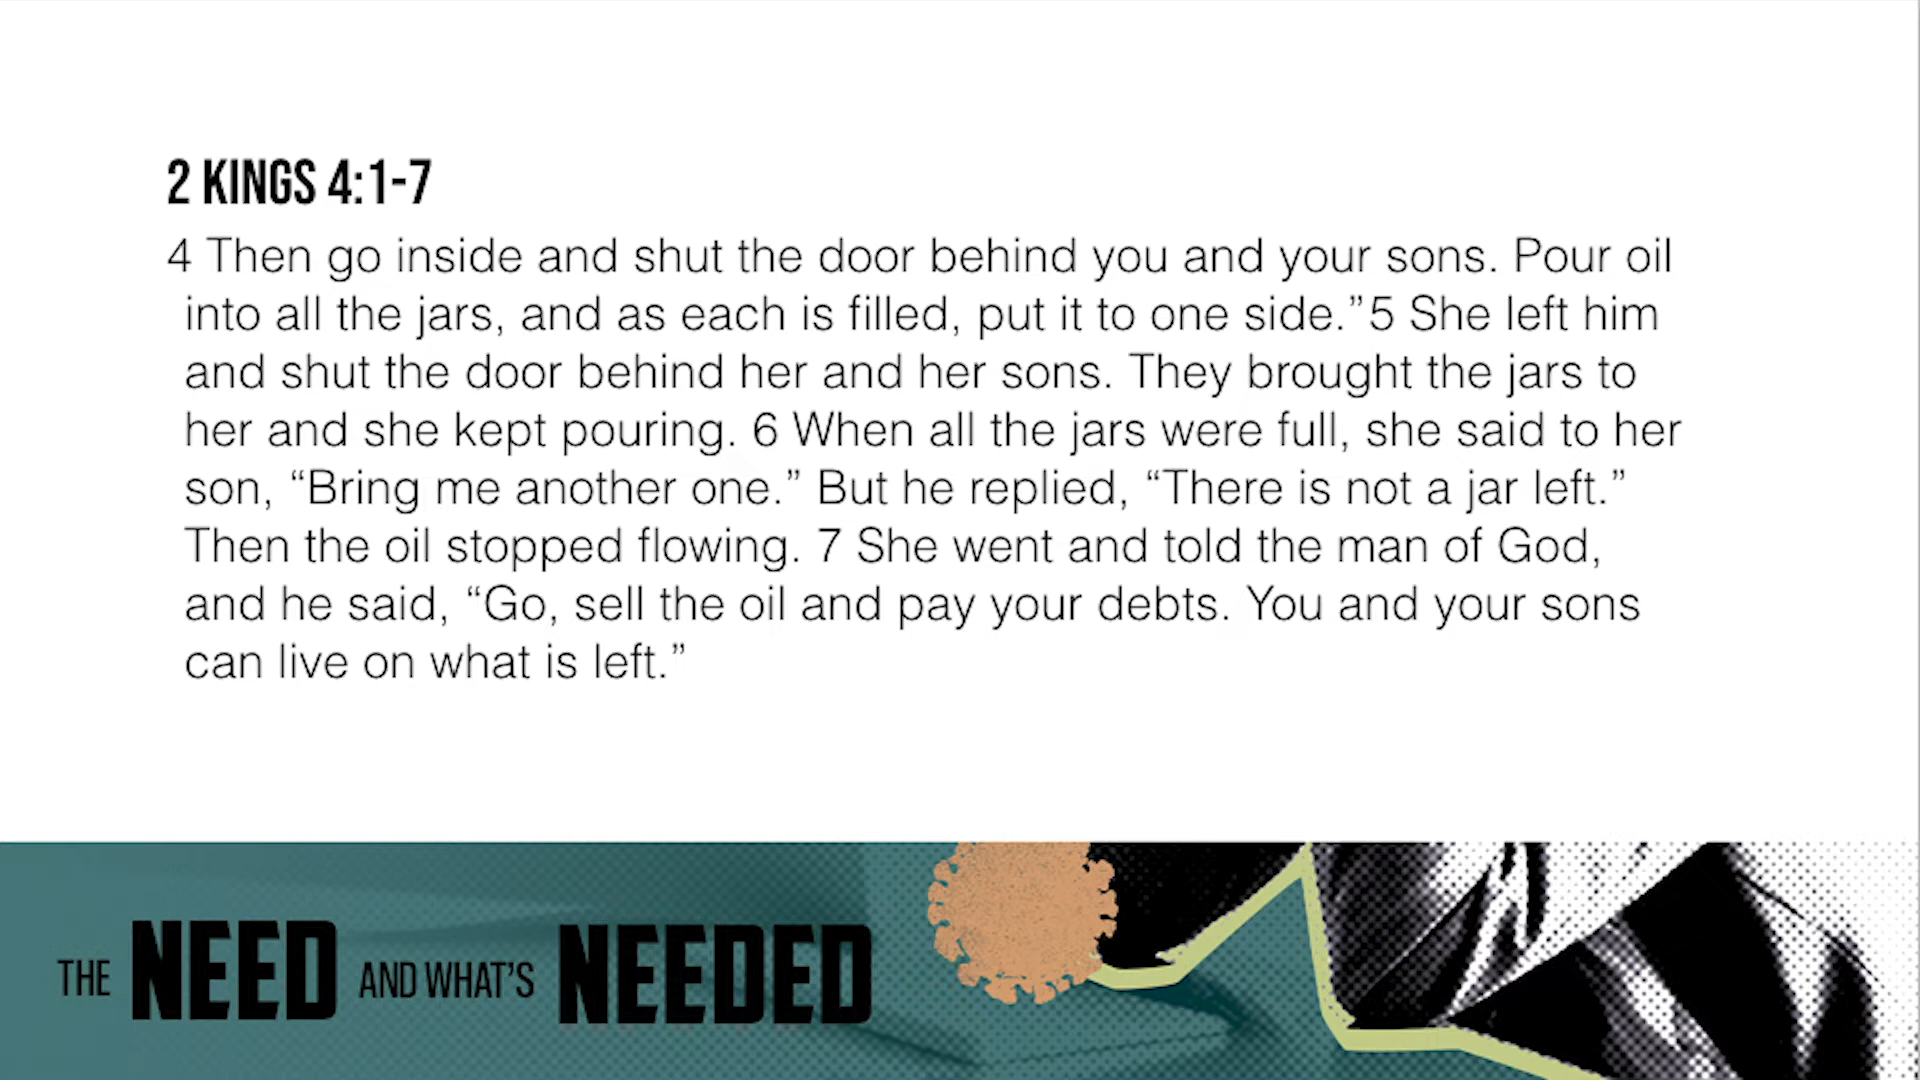 2 KINGS 4:1-7
4 Then go inside and shut the door behind you and your sons. Pour oil
into all the jars, and as each is filled, put it to one side.”5 She left him
and shut the door behind her and her sons. They brought the jars to
her and she kept pouring. 6 When all the jars were full, she said to her
son, “Bring me another one.” But he replied, “There is not a jar left.”
Then the oil stopped flowing. 7 She went and told the man of God,
and he said, “Go, sell the oil and pay your debts. You and your sons
can live on what is left.”
THE NEED AND WHAT’S NEEDED